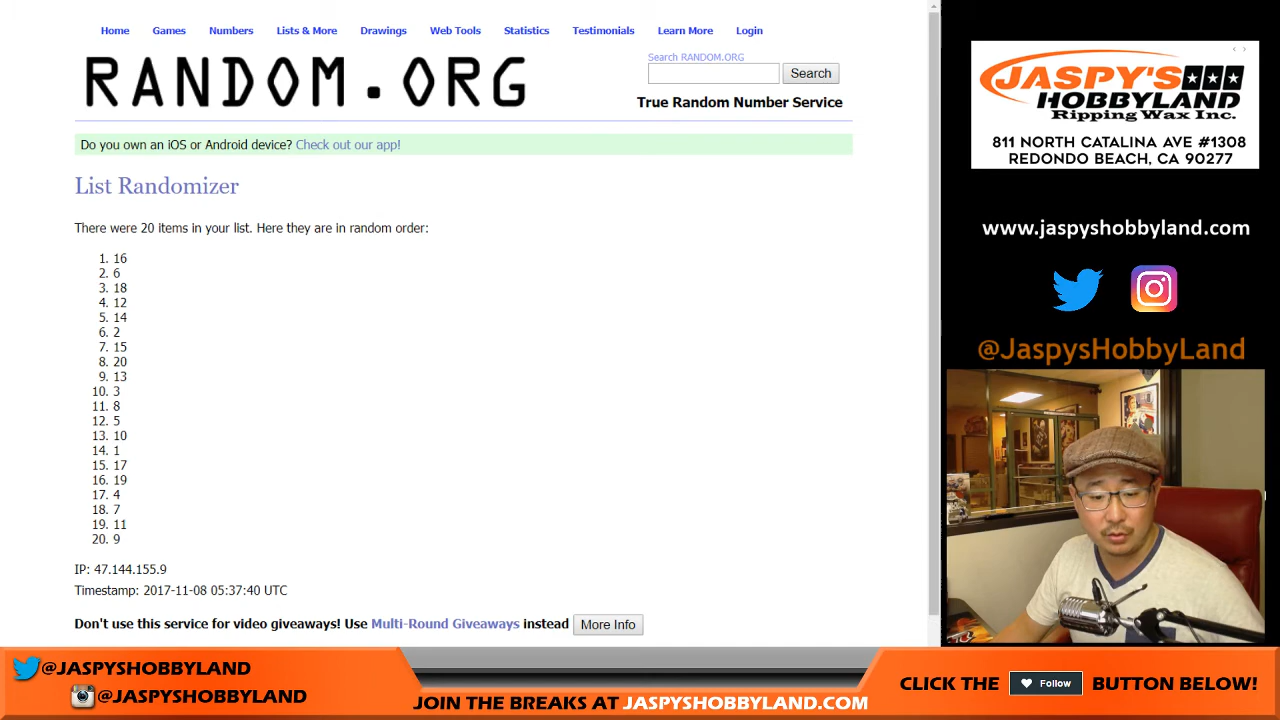 Home Games Numbers Lists & More Drawings Web Tools Statistics Testimonials Learn More Login
RANDOM.ORG
Search RANDOM.ORG
Search
True Random Number Service
Do you own an iOS or Android device? Check out our app!
List Randomizer
There were 20 items in your list. Here they are in random order:
1. 16
2. 6
3. 18
4. 12
5. 14
6. 2
7. 15
8. 20
9. 13
10. 3
11. 8
12. 5
13. 10
14. 1
15. 17
16. 19
17. 4
18. 7
19. 11
20. 9
IP: 47.144.155.9
Timestamp: 2017-11-08 05:37:40 UTC
Don't use this service for video giveaways! Use Multi-Round Giveaways instead More Info
JASPY'S
HOBBYLAND
Ripping Wax Inc.
811 NORTH CATALINA AVE #1308
REDONDO BEACH, CA 90277
www.jaspyshobbyland.com
@JaspysHobbyLand
@JASPYSHOBBYLAND
@JASPYSHOBBYLAND
JOIN THE BREAKS AT JASPYSHOBBYLAND.COM
CLICK THE Follow BUTTON BELOW!